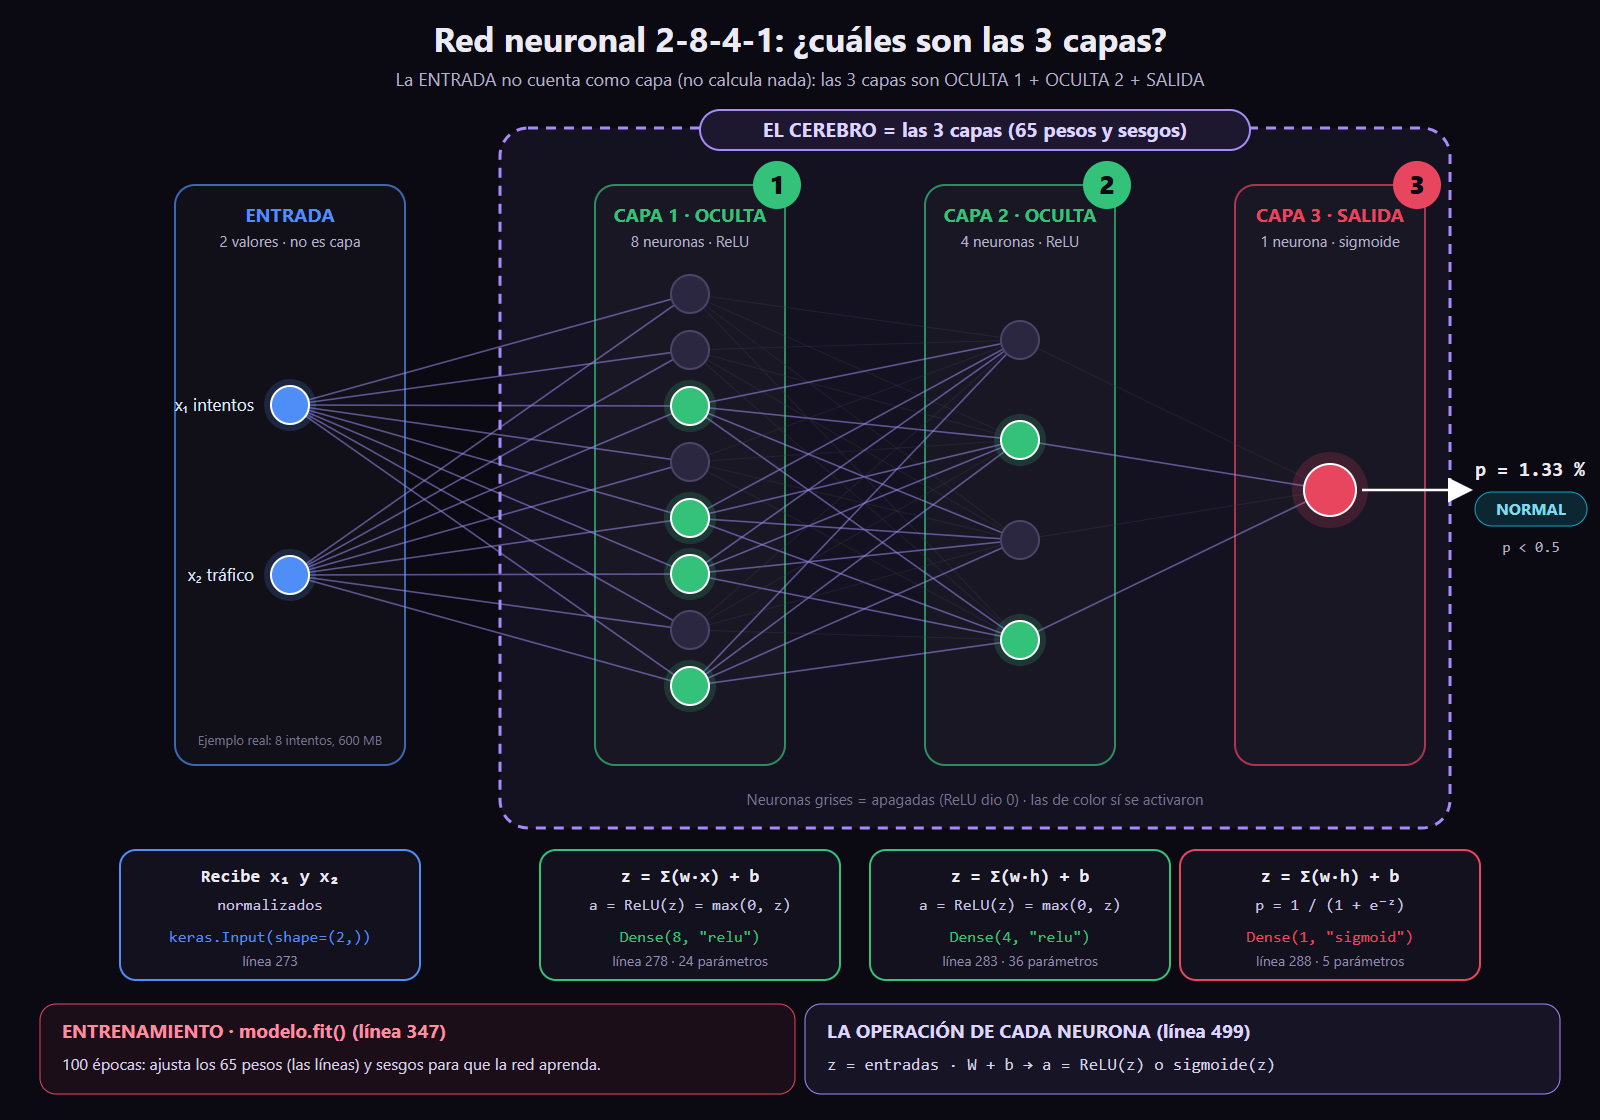 Red neuronal 2-8-4-1: ¿cuáles son las 3 capas?
La ENTRADA no cuenta como capa (no calcula nada): las 3 capas son OCULTA 1 + OCULTA 2 + SALIDA
EL CEREBRO = las 3 capas (65 pesos y sesgos)
ENTRADA
2 valores · no es capa
x₁ intentos
x₂ tráfico
Ejemplo real: 8 intentos, 600 MB
1
CAPA 1 · OCULTA
8 neuronas · ReLU
2
CAPA 2 · OCULTA
4 neuronas · ReLU
3
CAPA 3 · SALIDA
1 neurona · sigmoide
p = 1.33 %
NORMAL
p < 0.5
Neuronas grises = apagadas (ReLU dio 0) · las de color sí se activaron
Recibe x₁ y x₂
normalizados
keras.Input(shape=(2,))
línea 273
z = Σ(w·x) + b
a = ReLU(z) = max(0, z)
Dense(8, "relu")
línea 278 · 24 parámetros
z = Σ(w·h) + b
a = ReLU(z) = max(0, z)
Dense(4, "relu")
línea 283 · 36 parámetros
z = Σ(w·h) + b
p = 1 / (1 + e⁻ᶻ)
Dense(1, "sigmoid")
línea 288 · 5 parámetros
ENTRENAMIENTO · modelo.fit() (línea 347)
100 épocas: ajusta los 65 pesos (las líneas) y sesgos para que la red aprenda.
LA OPERACIÓN DE CADA NEURONA (línea 499)
z = entradas · W + b → a = ReLU(z) o sigmoide(z)